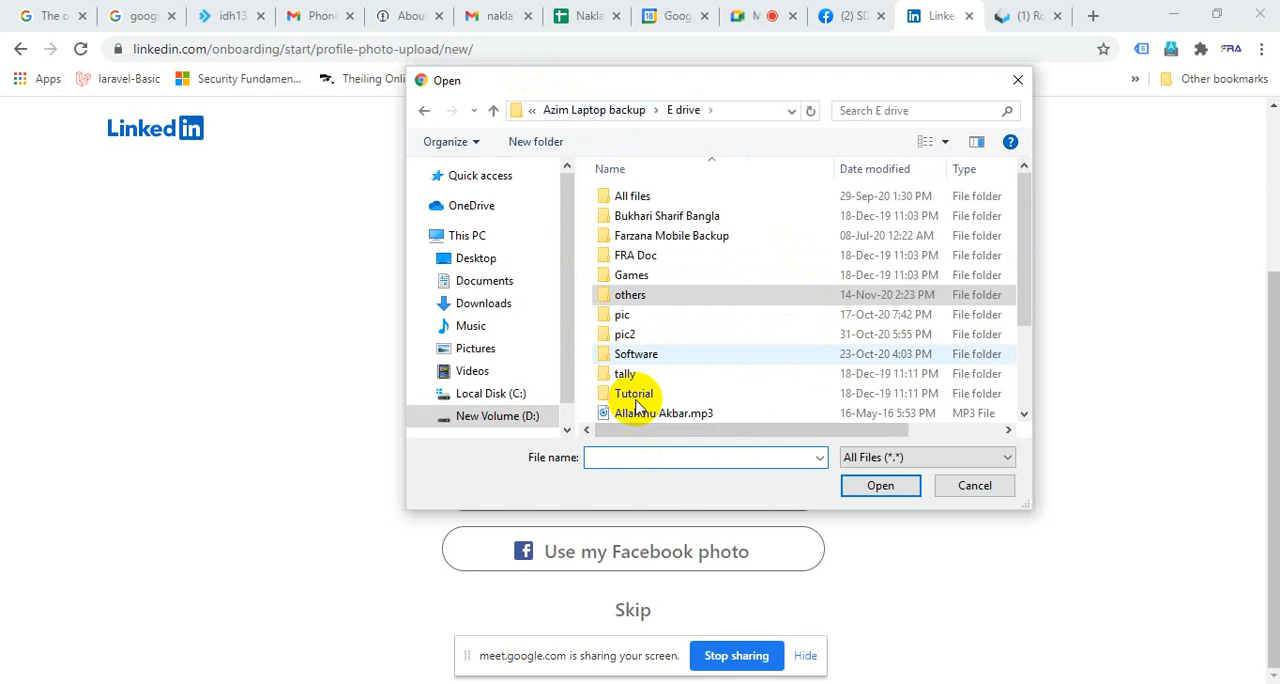 The o
googl
idh13
Phone
About
nakla
Nakla
Goog
M
(2) SD
Linke
(1) Ro
linkedin.com/onboarding/start/profile-photo-upload/new/
FRA
Apps
laravel-Basic
Security Fundamen...
Theiling Onli
»
Other bookmarks
Linked in
Open
« Azim Laptop backup > E drive >
Search E drive
Organize
New folder
Name
Date modified
Type
Quick access
OneDrive
This PC
Desktop
Documents
Downloads
Music
Pictures
Videos
Local Disk (C:)
New Volume (D:)
All files 29-Sep-20 1:30 PM File folder
Bukhari Sharif Bangla 18-Dec-19 11:03 PM File folder
Farzana Mobile Backup 08-Jul-20 12:22 AM File folder
FRA Doc 18-Dec-19 11:03 PM File folder
Games 18-Dec-19 11:03 PM File folder
others 14-Nov-20 2:23 PM File folder
pic 17-Oct-20 7:42 PM File folder
pic2 31-Oct-20 5:55 PM File folder
Software 23-Oct-20 4:03 PM File folder
tally 18-Dec-19 11:11 PM File folder
Tutorial 18-Dec-19 11:11 PM File folder
Allahhu Akbar.mp3 16-May-16 5:53 PM MP3 File
File name:
All Files (*.*)
Open
Cancel
Use my Facebook photo
Skip
meet.google.com is sharing your screen.
Stop sharing
Hide